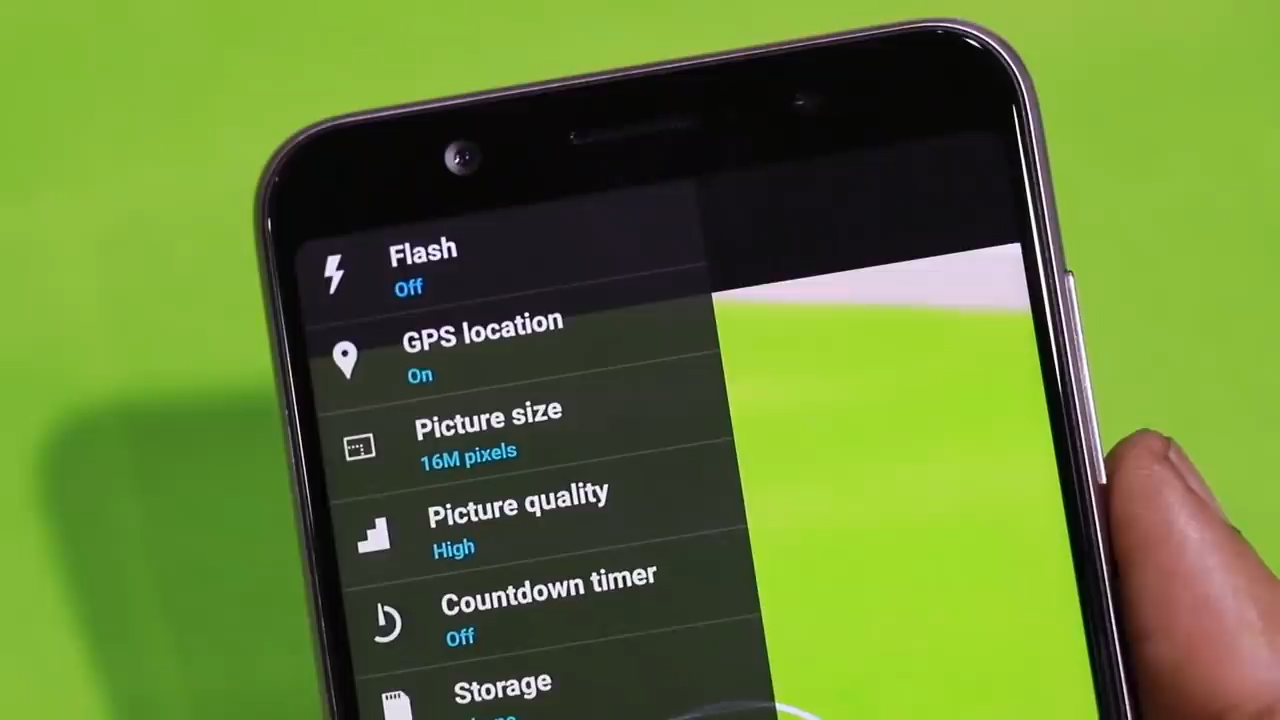 Flash
Off
GPS location
On
Picture size
16M pixels
Picture quality
High
Countdown timer
Off
Storage